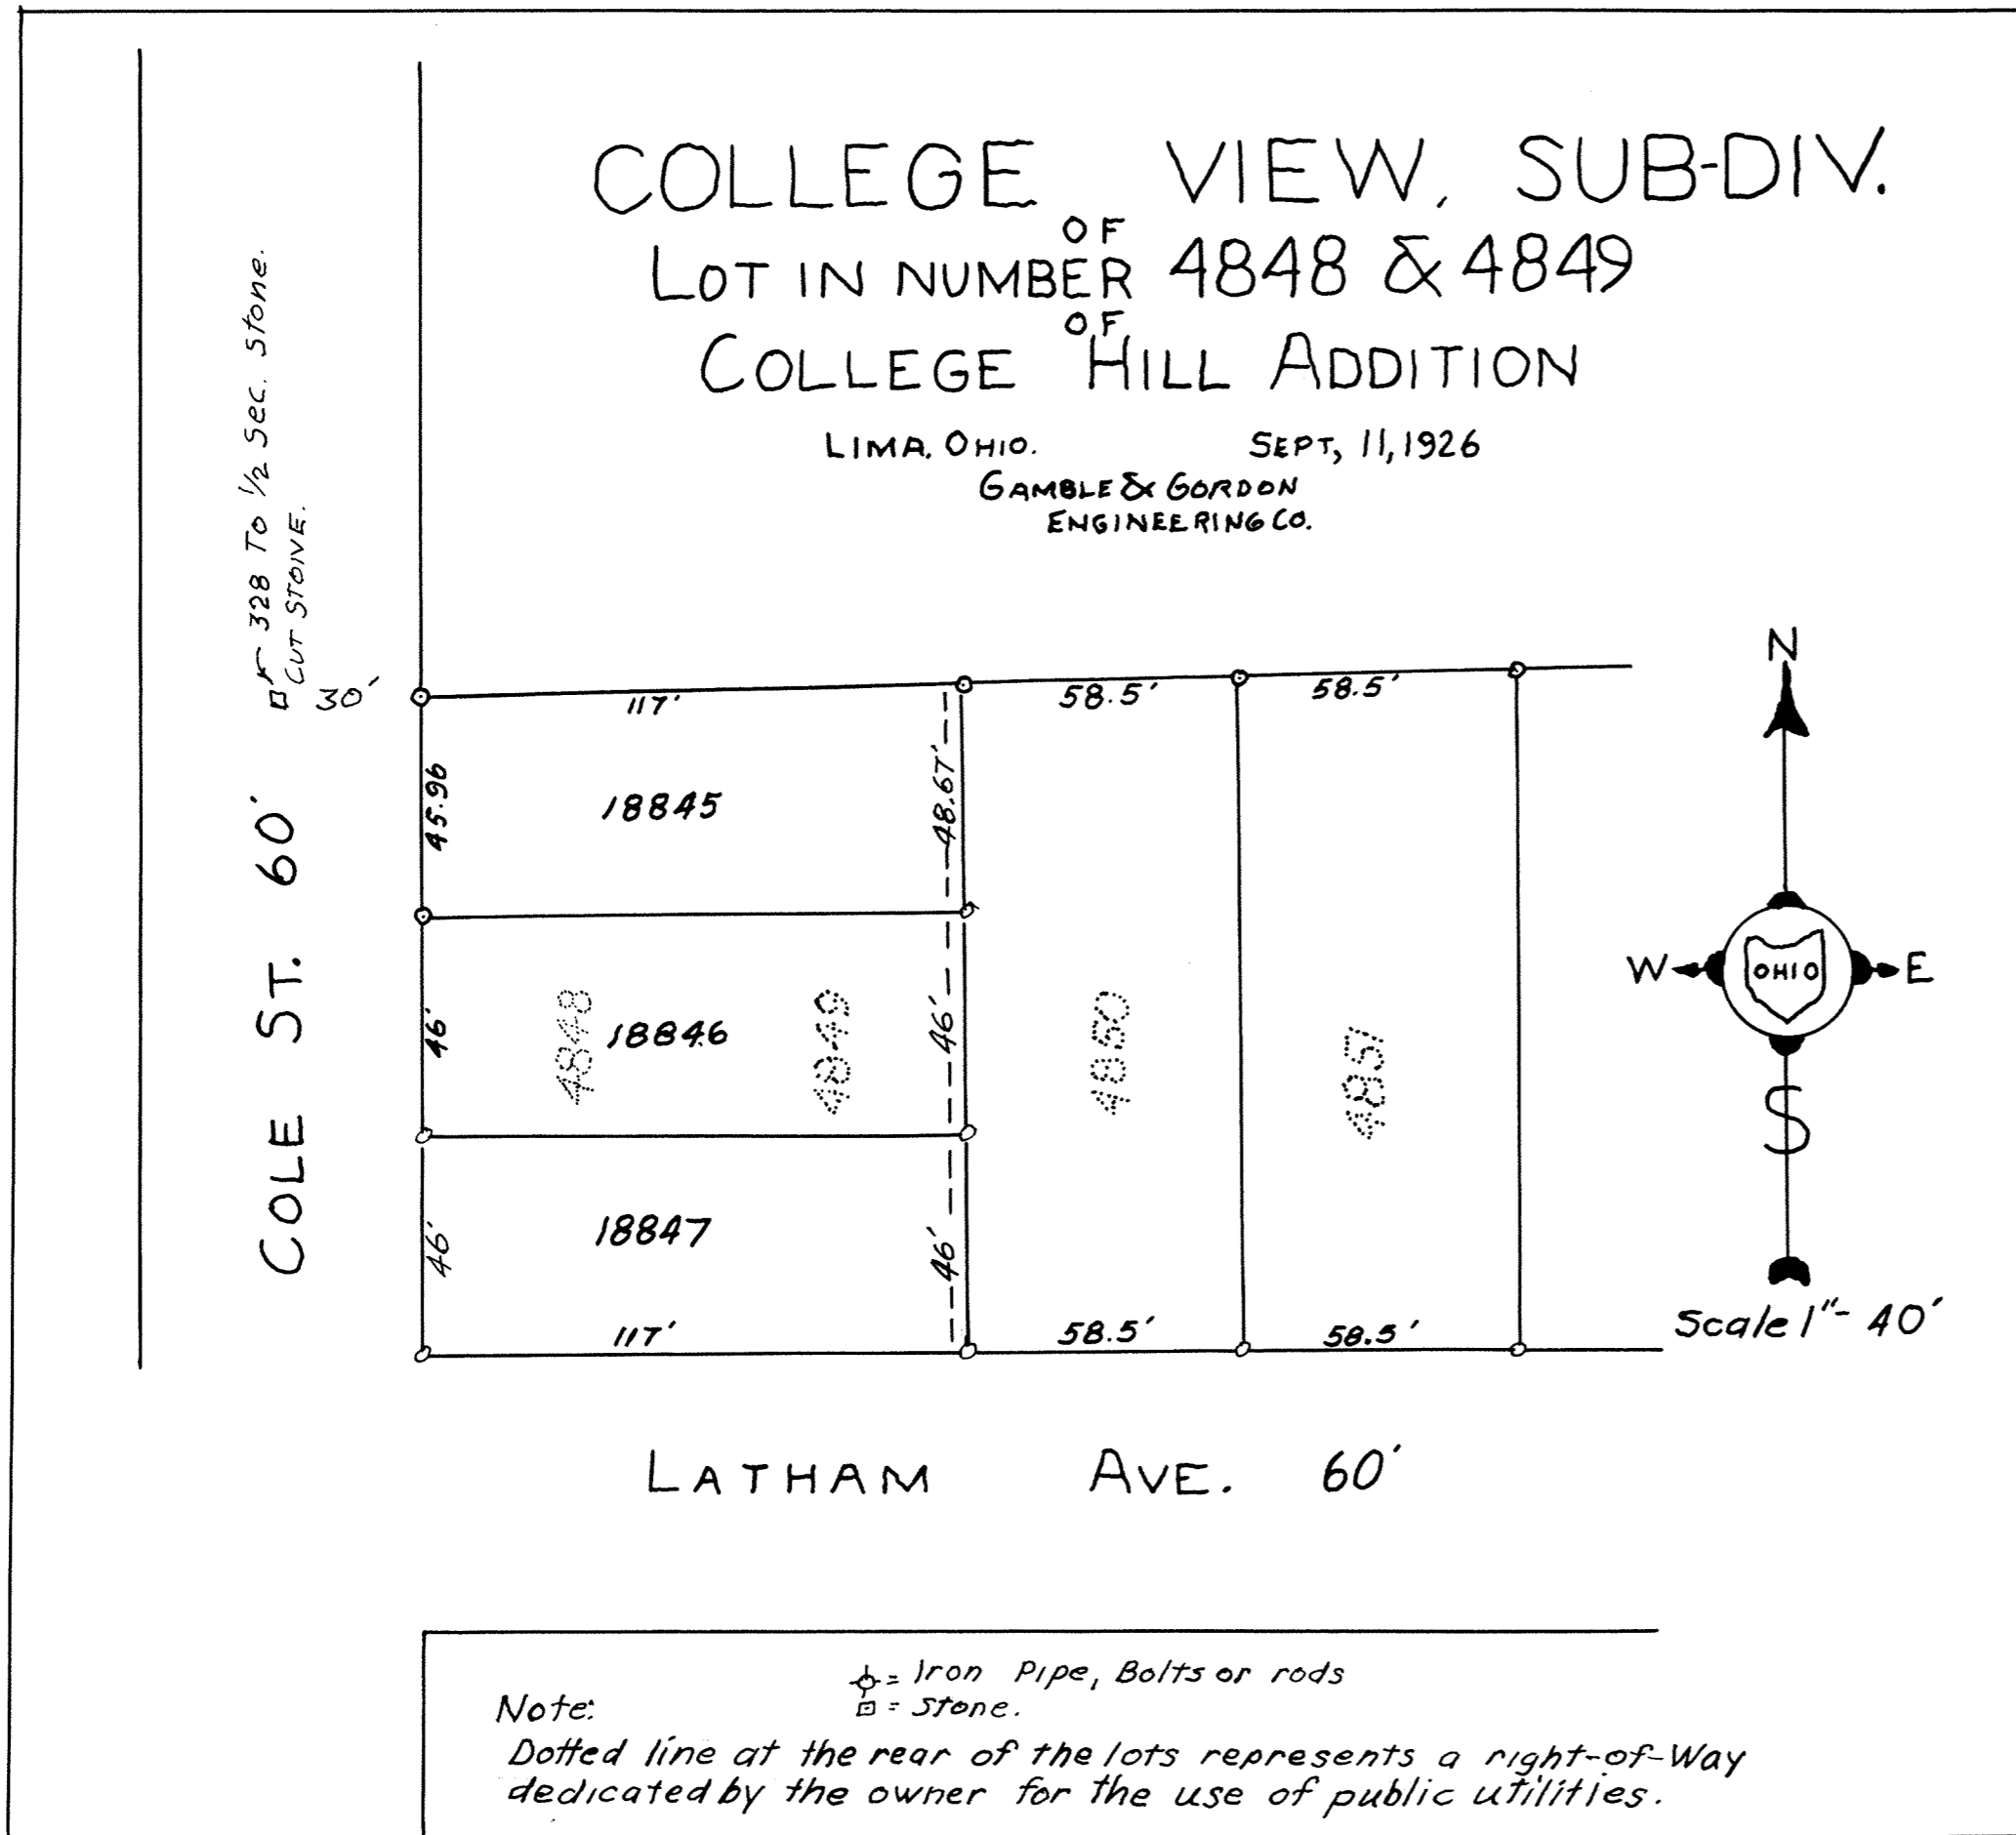 COLLEGE VIEW, SUB-DIV.
OF
LOT IN NUMBER 4848 & 4849
OF
COLLEGE HILL ADDITION
LIMA, OHIO. SEPT, 11, 1926
GAMBLE & GORDON
ENGINEERING CO.
328 To 1/2 Sec. Stone.
CUT STONE.
30'
COLE ST. 60'
117'
58.5'
58.5'
45.96
18845
48.67'
46'
4848
18846
4849
46'
4850
4851
46'
18847
46'
117'
58.5'
58.5'
N
W
OHIO
E
S
Scale 1" - 40'
LATHAM AVE. 60'
= Iron Pipe, Bolts or rods
= Stone.
Note:
Dotted line at the rear of the lots represents a right-of-Way
dedicated by the owner for the use of public utilities.